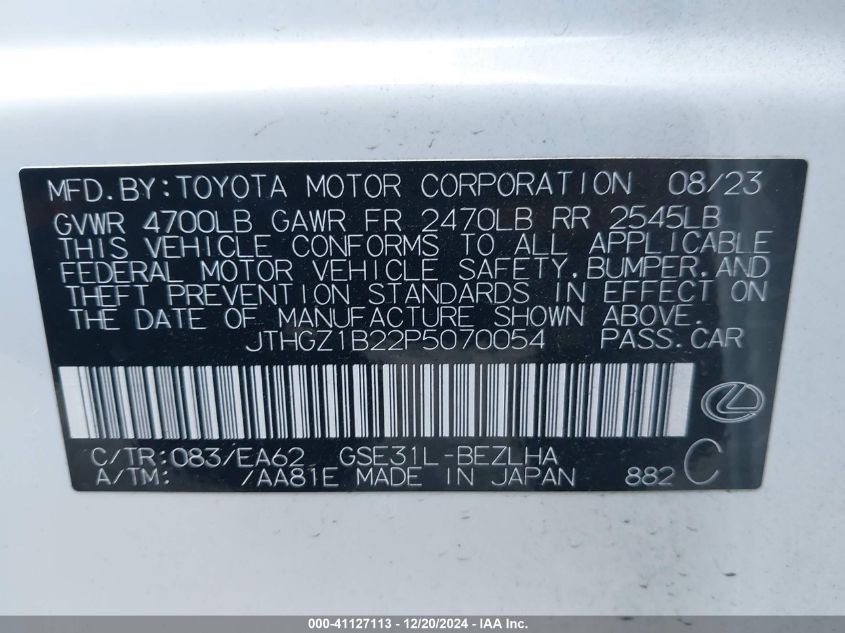 MFD.BY:TOYOTA MOTOR CORPORATION 08/23
GVWR 4700LB GAWR FR 2470LB RR 2545LB
THIS VEHICLE CONFORMS TO ALL APPLICABLE
FEDERAL MOTOR VEHICLE SAFETY,BUMPER,AND
THEFT PREVENTION STANDARDS IN EFFECT ON
THE DATE OF MANUFACTURE SHOWN ABOVE.
JTHGZ1B22P5070054 PASS.CAR
C/TR:083/EA62 GSE31L-BEZLHA
A/TM: /AA81E MADE IN JAPAN 882 C
000-41127113 - 12/20/2024 - IAA Inc.